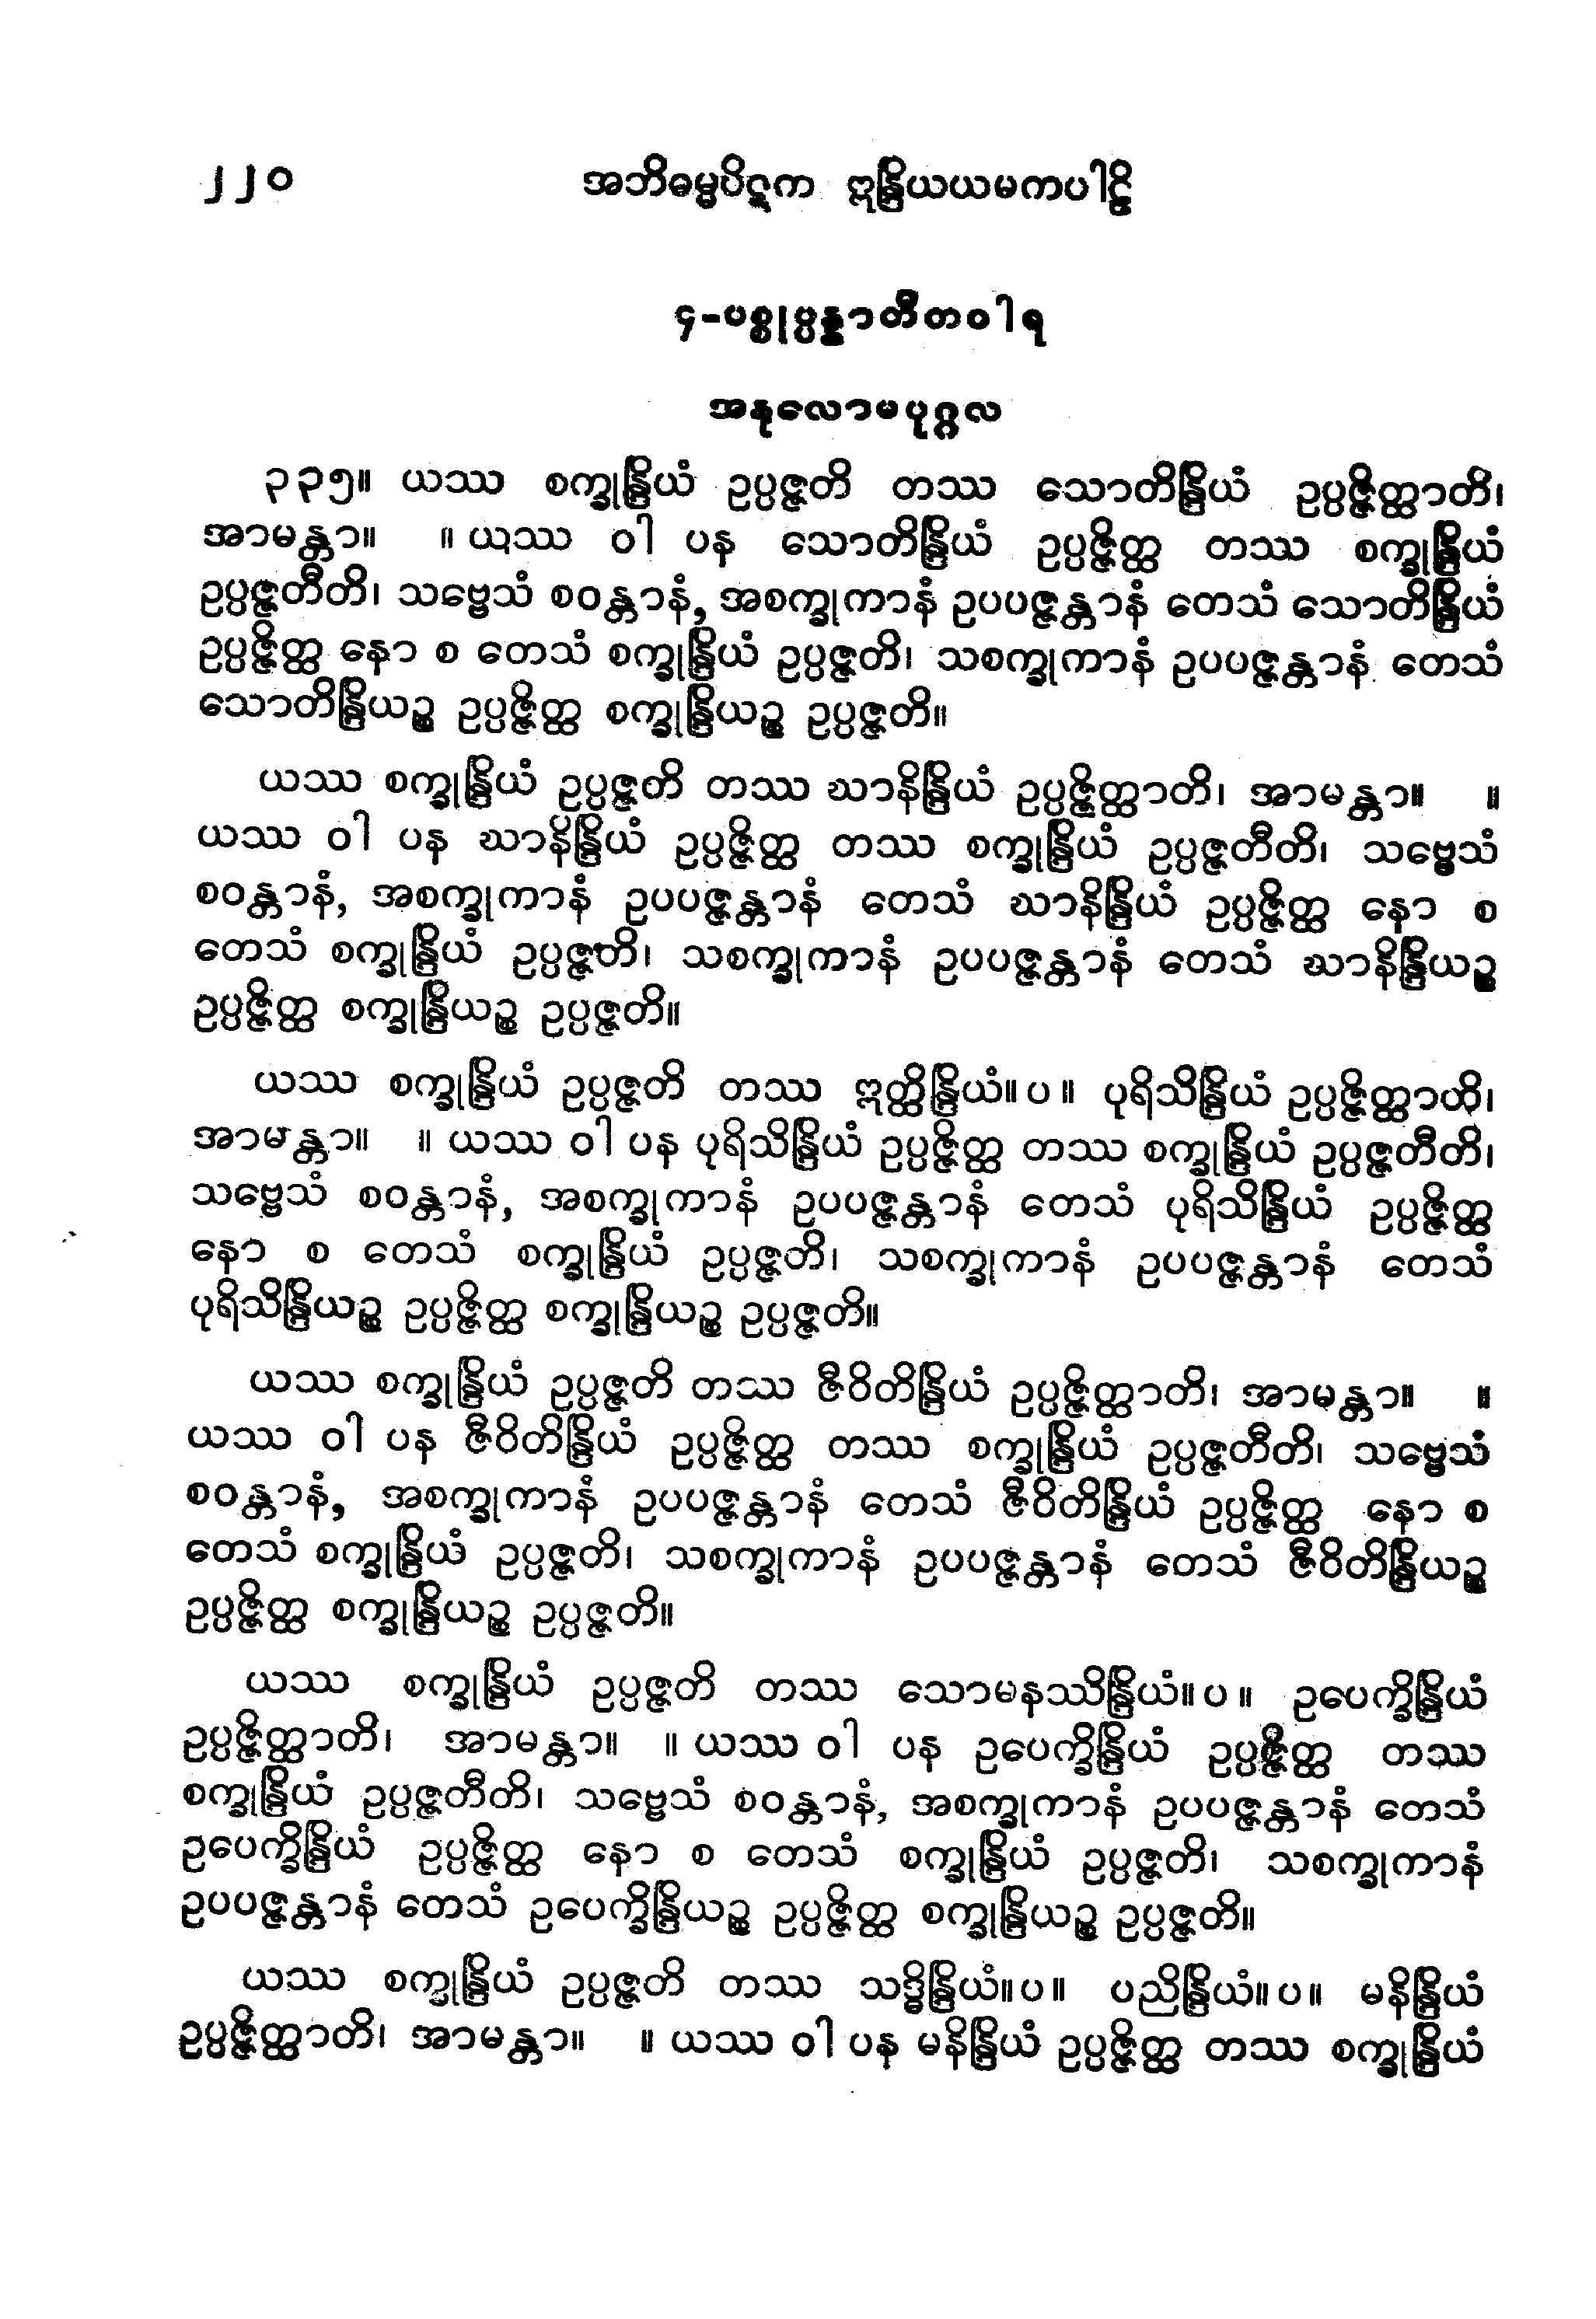 ၂၂၀ အဘိဓမ္မပိဋက ဣန္ဒြိယယမကပါဠိ
၄-ပစ္စုပ္ပန္နာတီတဝါရ
အနုလောမပုဂ္ဂလ
၃၃၅။ ယဿ စက္ခုန္ဒြိယံ ဥပ္ပဇ္ဇတိ တဿ သောတိန္ဒြိယံ ဥပ္ပဇ္ဇိတ္ထာတိ၊
အာမန္တာ။ ။ ယဿ ဝါ ပန သောတိန္ဒြိယံ ဥပ္ပဇ္ဇိတ္ထ တဿ စက္ခုန္ဒြိယံ
ဥပ္ပဇ္ဇတီတိ၊ သဗ္ဗေသံ စဝန္တာနံ, အစက္ခုကာနံ ဥပပဇ္ဇန္တာနံ တေသံ သောတိန္ဒြိယံ
ဥပ္ပဇ္ဇိတ္ထ နော စ တေသံ စက္ခုန္ဒြိယံ ဥပ္ပဇ္ဇတိ၊ သစက္ခုကာနံ ဥပပဇ္ဇန္တာနံ တေသံ
သောတိန္ဒြိယဉ္စ ဥပ္ပဇ္ဇိတ္ထ စက္ခုန္ဒြိယဉ္စ ဥပ္ပဇ္ဇတိ။
ယဿ စက္ခုန္ဒြိယံ ဥပ္ပဇ္ဇတိ တဿ ဃာနိန္ဒြိယံ ဥပ္ပဇ္ဇိတ္ထာတိ၊ အာမန္တာ။ ။
ယဿ ဝါ ပန ဃာနိန္ဒြိယံ ဥပ္ပဇ္ဇိတ္ထ တဿ စက္ခုန္ဒြိယံ ဥပ္ပဇ္ဇတီတိ၊ သဗ္ဗေသံ
စဝန္တာနံ, အစက္ခုကာနံ ဥပပဇ္ဇန္တာနံ တေသံ ဃာနိန္ဒြိယံ ဥပ္ပဇ္ဇိတ္ထ နော စ
တေသံ စက္ခုန္ဒြိယံ ဥပ္ပဇ္ဇတိ၊ သစက္ခုကာနံ ဥပပဇ္ဇန္တာနံ တေသံ ဃာနိန္ဒြိယဉ္စ
ဥပ္ပဇ္ဇိတ္ထ စက္ခုန္ဒြိယဉ္စ ဥပ္ပဇ္ဇတိ။
ယဿ စက္ခုန္ဒြိယံ ဥပ္ပဇ္ဇတိ တဿ ဣတ္ထိန္ဒြိယံ။ ပ ။ ပုရိသိန္ဒြိယံ ဥပ္ပဇ္ဇိတ္ထာတိ၊
အာမန္တာ။ ။ ယဿ ဝါ ပန ပုရိသိန္ဒြိယံ ဥပ္ပဇ္ဇိတ္ထ တဿ စက္ခုန္ဒြိယံ ဥပ္ပဇ္ဇတီတိ၊
သဗ္ဗေသံ စဝန္တာနံ, အစက္ခုကာနံ ဥပပဇ္ဇန္တာနံ တေသံ ပုရိသိန္ဒြိယံ ဥပ္ပဇ္ဇိတ္ထ
နော စ တေသံ စက္ခုန္ဒြိယံ ဥပ္ပဇ္ဇတိ၊ သစက္ခုကာနံ ဥပပဇ္ဇန္တာနံ တေသံ
ပုရိသိန္ဒြိယဉ္စ ဥပ္ပဇ္ဇိတ္ထ စက္ခုန္ဒြိယဉ္စ ဥပ္ပဇ္ဇတိ။
ယဿ စက္ခုန္ဒြိယံ ဥပ္ပဇ္ဇတိ တဿ ဇီဝိတိန္ဒြိယံ ဥပ္ပဇ္ဇိတ္ထာတိ၊ အာမန္တာ။ ။
ယဿ ဝါ ပန ဇီဝိတိန္ဒြိယံ ဥပ္ပဇ္ဇိတ္ထ တဿ စက္ခုန္ဒြိယံ ဥပ္ပဇ္ဇတီတိ၊ သဗ္ဗေသံ
စဝန္တာနံ, အစက္ခုကာနံ ဥပပဇ္ဇန္တာနံ တေသံ ဇီဝိတိန္ဒြိယံ ဥပ္ပဇ္ဇိတ္ထ နော စ
တေသံ စက္ခုန္ဒြိယံ ဥပ္ပဇ္ဇတိ၊ သစက္ခုကာနံ ဥပပဇ္ဇန္တာနံ တေသံ ဇီဝိတိန္ဒြိယဉ္စ
ဥပ္ပဇ္ဇိတ္ထ စက္ခုန္ဒြိယဉ္စ ဥပ္ပဇ္ဇတိ။
ယဿ စက္ခုန္ဒြိယံ ဥပ္ပဇ္ဇတိ တဿ သောမနဿိန္ဒြိယံ။ ပ ။ ဥပေက္ခိန္ဒြိယံ
ဥပ္ပဇ္ဇိတ္ထာတိ၊ အာမန္တာ။ ။ ယဿ ဝါ ပန ဥပေက္ခိန္ဒြိယံ ဥပ္ပဇ္ဇိတ္ထ တဿ
စက္ခုန္ဒြိယံ ဥပ္ပဇ္ဇတီတိ၊ သဗ္ဗေသံ စဝန္တာနံ, အစက္ခုကာနံ ဥပပဇ္ဇန္တာနံ တေသံ
ဥပေက္ခိန္ဒြိယံ ဥပ္ပဇ္ဇိတ္ထ နော စ တေသံ စက္ခုန္ဒြိယံ ဥပ္ပဇ္ဇတိ၊ သစက္ခုကာနံ
ဥပပဇ္ဇန္တာနံ တေသံ ဥပေက္ခိန္ဒြိယဉ္စ ဥပ္ပဇ္ဇိတ္ထ စက္ခုန္ဒြိယဉ္စ ဥပ္ပဇ္ဇတိ။
ယဿ စက္ခုန္ဒြိယံ ဥပ္ပဇ္ဇတိ တဿ သဒ္ဓိန္ဒြိယံ။ ပ ။ ပညိန္ဒြိယံ။ ပ ။ မနိန္ဒြိယံ
ဥပ္ပဇ္ဇိတ္ထာတိ၊ အာမန္တာ။ ။ ယဿ ဝါ ပန မနိန္ဒြိယံ ဥပ္ပဇ္ဇိတ္ထ တဿ စက္ခုန္ဒြိယံ